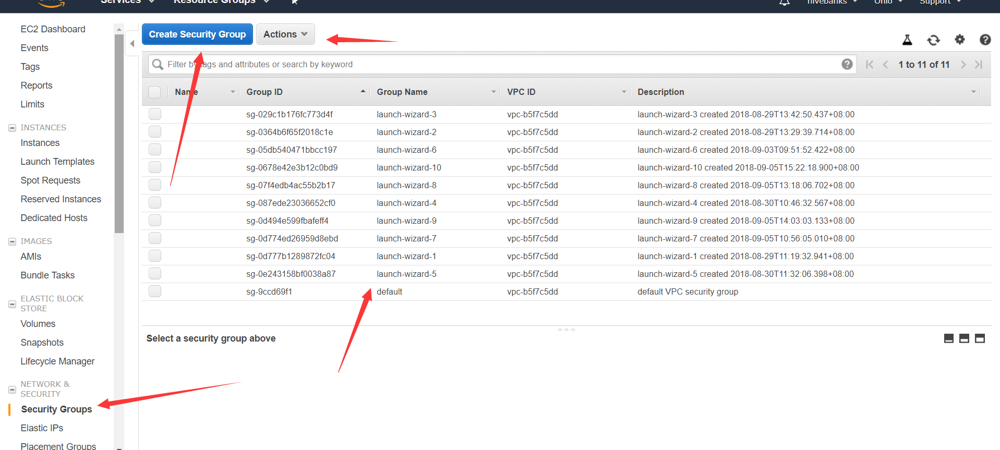 Services
Resource Groups
hivebanks
Ohio
Support
EC2 Dashboard
Events
Tags
Reports
Limits
INSTANCES
Instances
Launch Templates
Spot Requests
Reserved Instances
Dedicated Hosts
IMAGES
AMIs
Bundle Tasks
ELASTIC BLOCK
STORE
Volumes
Snapshots
Lifecycle Manager
NETWORK &
SECURITY
Security Groups
Elastic IPs
Placement Groups
Create Security Group
Actions
Filter by tags and attributes or search by keyword
1 to 11 of 11
Name Group ID Group Name VPC ID Description
sg-029c1b176fc773d4f launch-wizard-3 vpc-b5f7c5dd launch-wizard-3 created 2018-08-29T13:42:50.437+08:00
sg-0364b6f65f2018c1e launch-wizard-2 vpc-b5f7c5dd launch-wizard-2 created 2018-08-29T13:29:39.714+08:00
sg-05db540471bbcc197 launch-wizard-6 vpc-b5f7c5dd launch-wizard-6 created 2018-09-03T09:51:52.422+08:00
sg-0678e42e3b12c0bd9 launch-wizard-10 vpc-b5f7c5dd launch-wizard-10 created 2018-09-05T15:22:18.900+08:00
sg-07f4edb4ac55b2b17 launch-wizard-8 vpc-b5f7c5dd launch-wizard-8 created 2018-09-05T13:18:06.702+08:00
sg-087ede23036652cf0 launch-wizard-4 vpc-b5f7c5dd launch-wizard-4 created 2018-08-30T10:46:32.567+08:00
sg-0d494e599fbafeff4 launch-wizard-9 vpc-b5f7c5dd launch-wizard-9 created 2018-09-05T14:03:03.133+08:00
sg-0d774ed26959d8ebd launch-wizard-7 vpc-b5f7c5dd launch-wizard-7 created 2018-09-05T10:56:05.010+08:00
sg-0d777b1289872fc04 launch-wizard-1 vpc-b5f7c5dd launch-wizard-1 created 2018-08-29T11:19:32.941+08:00
sg-0e243158bf0038a87 launch-wizard-5 vpc-b5f7c5dd launch-wizard-5 created 2018-08-30T11:32:06.398+08:00
sg-9ccd69f1 default vpc-b5f7c5dd default VPC security group
Select a security group above